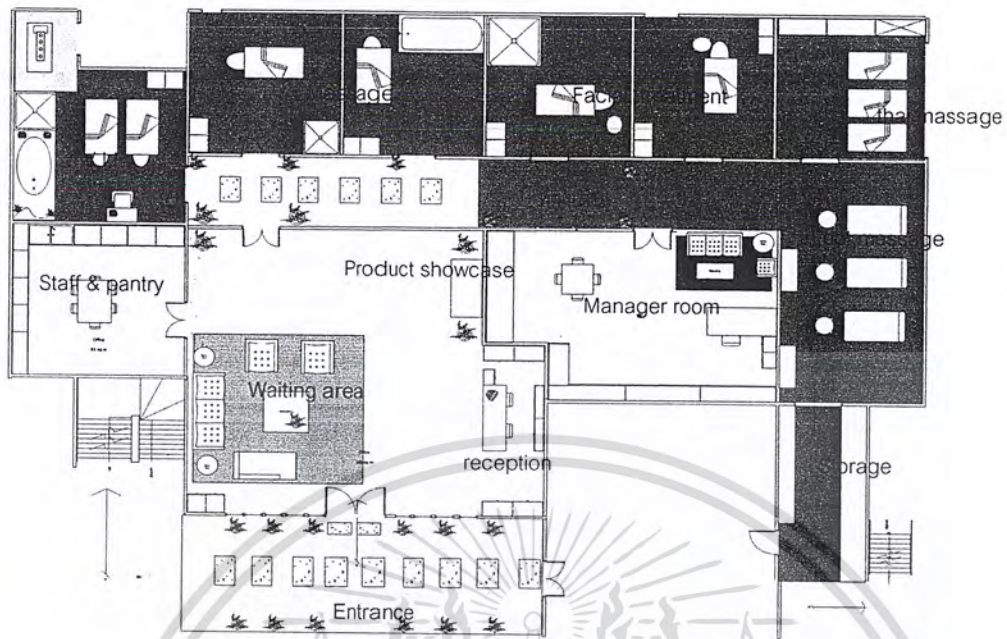 Massage
Facial treatment
thai massage
massage
Product showcase
Staff & pantry
Manager room
Waiting area
reception
Storage
Entrance